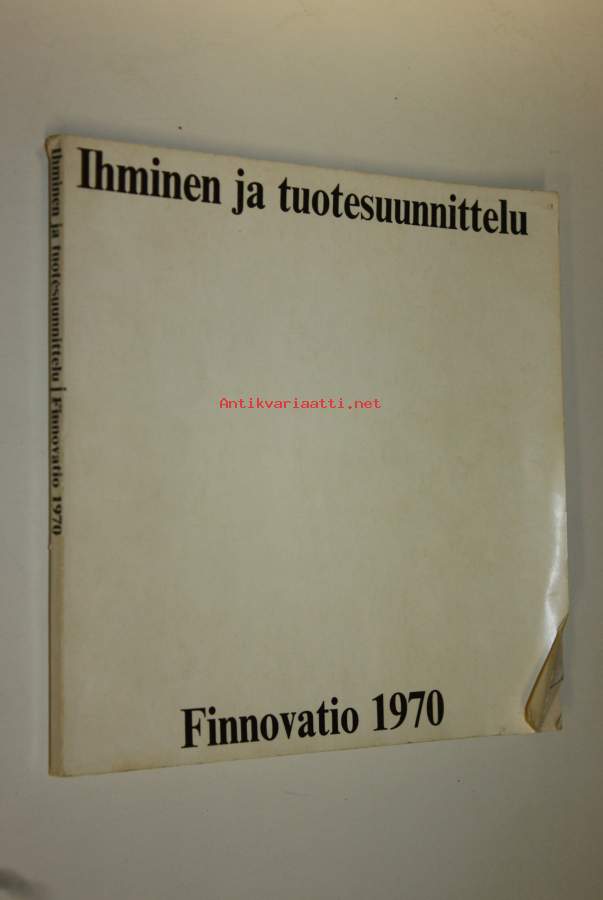 Ihminen ja tuotesuunnittelu
Ihminen ja tuotesuunnittelu | Finnovatio 1970
Antikvariaatti.net
Finnovatio 1970